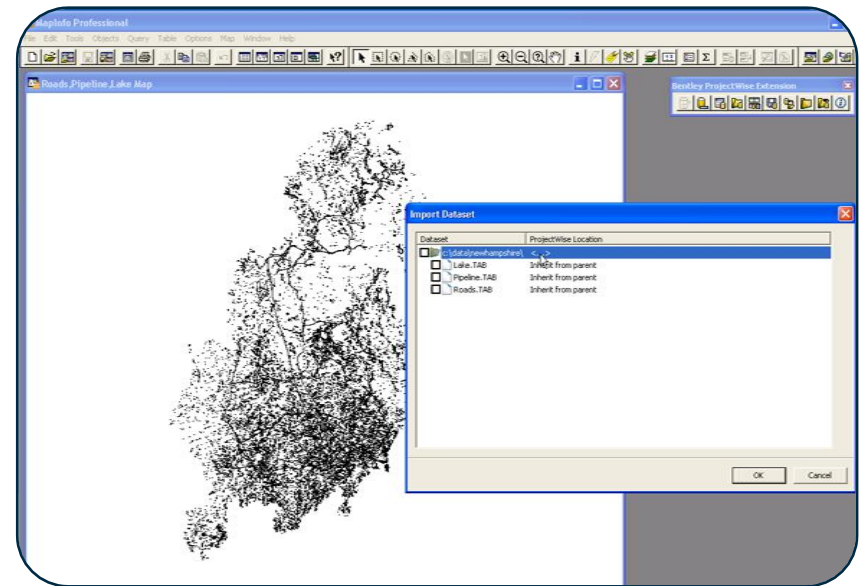 MapInfo Professional
File Edit Tools Objects Query Table Options Map Window Help
Roads,Pipeline,Lake Map
Bentley ProjectWise Extension
Import Dataset
Dataset ProjectWise Location
c:\data\newhampshire\ <...>
Lake.TAB Inherit from parent
Pipeline.TAB Inherit from parent
Roads.TAB Inherit from parent
OK Cancel